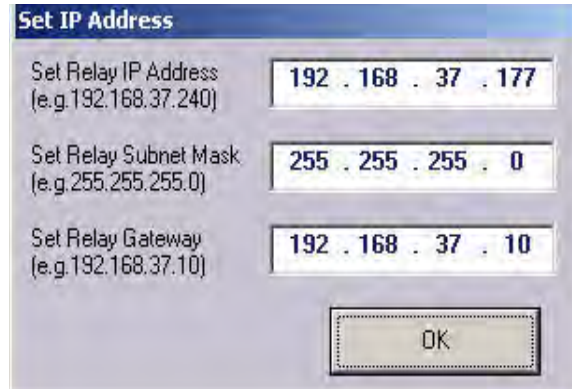 Set IP Address
Set Relay IP Address
(e.g.192.168.37.240)
192 . 168 . 37 . 177
Set Relay Subnet Mask
(e.g.255.255.255.0)
255 . 255 . 255 . 0
Set Relay Gateway
(e.g.192.168.37.10)
192 . 168 . 37 . 10
OK